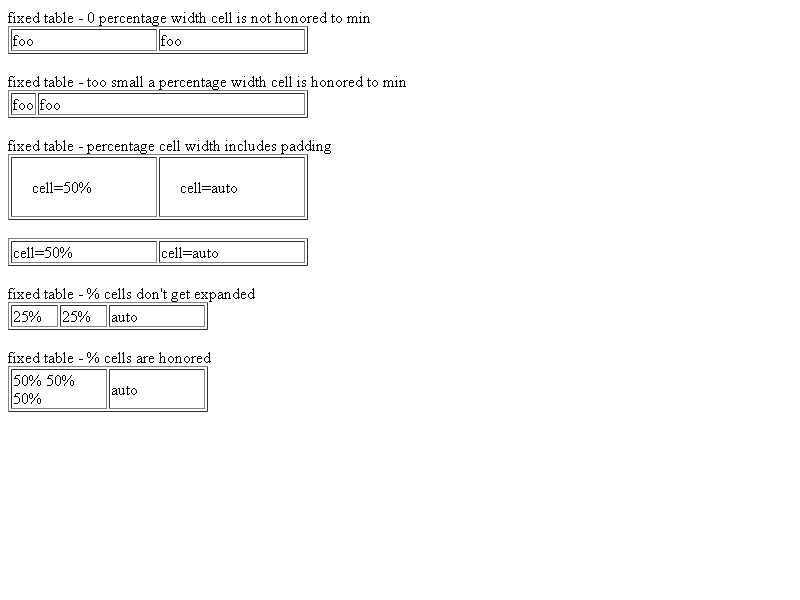 fixed table - 0 percentage width cell is not honored to min
foo foo
fixed table - too small a percentage width cell is honored to min
foo foo
fixed table - percentage cell width includes padding
cell=50% cell=auto
cell=50% cell=auto
fixed table - % cells don't get expanded
25% 25% auto
fixed table - % cells are honored
50% 50%
50%
auto